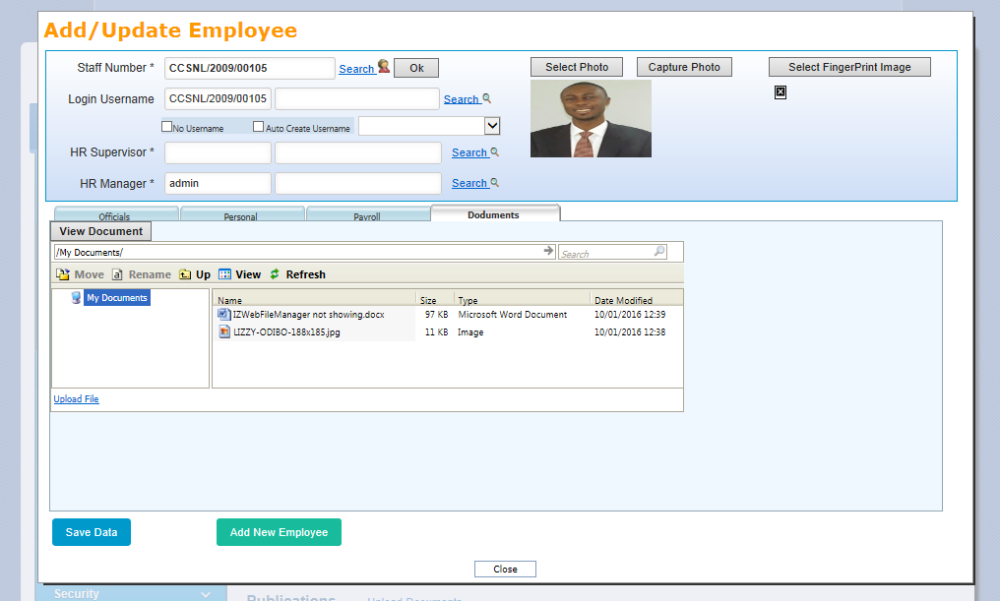 Add/Update Employee
Staff Number * CCSNL/2009/00105 Search Ok
Select Photo Capture Photo Select FingerPrint Image
Login Username CCSNL/2009/00105 Search
No Username Auto Create Username
HR Supervisor * Search
HR Manager * admin Search
Officials Personal Payroll Doduments
View Document
/My Documents/ Search
Move Rename Up View Refresh
My Documents
Name Size Type Date Modified
IZWebFileManager not showing.docx 97 KB Microsoft Word Document 10/01/2016 12:39
LIZZY-ODIBO-188x185.jpg 11 KB Image 10/01/2016 12:38
Upload File
Save Data Add New Employee
Close
Security Publications Upload Documents